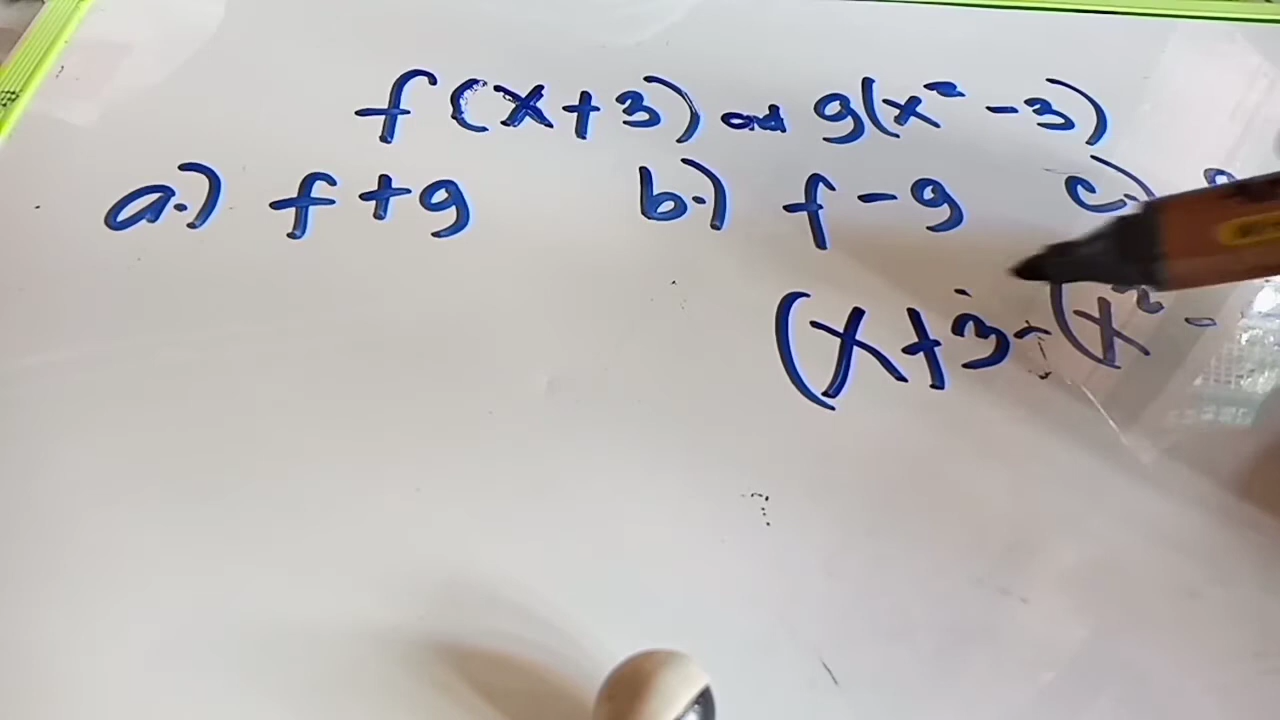 f(x+3) and g(x² -3)
a.) f+g b.) f-g c.)
(x+3-(x² -